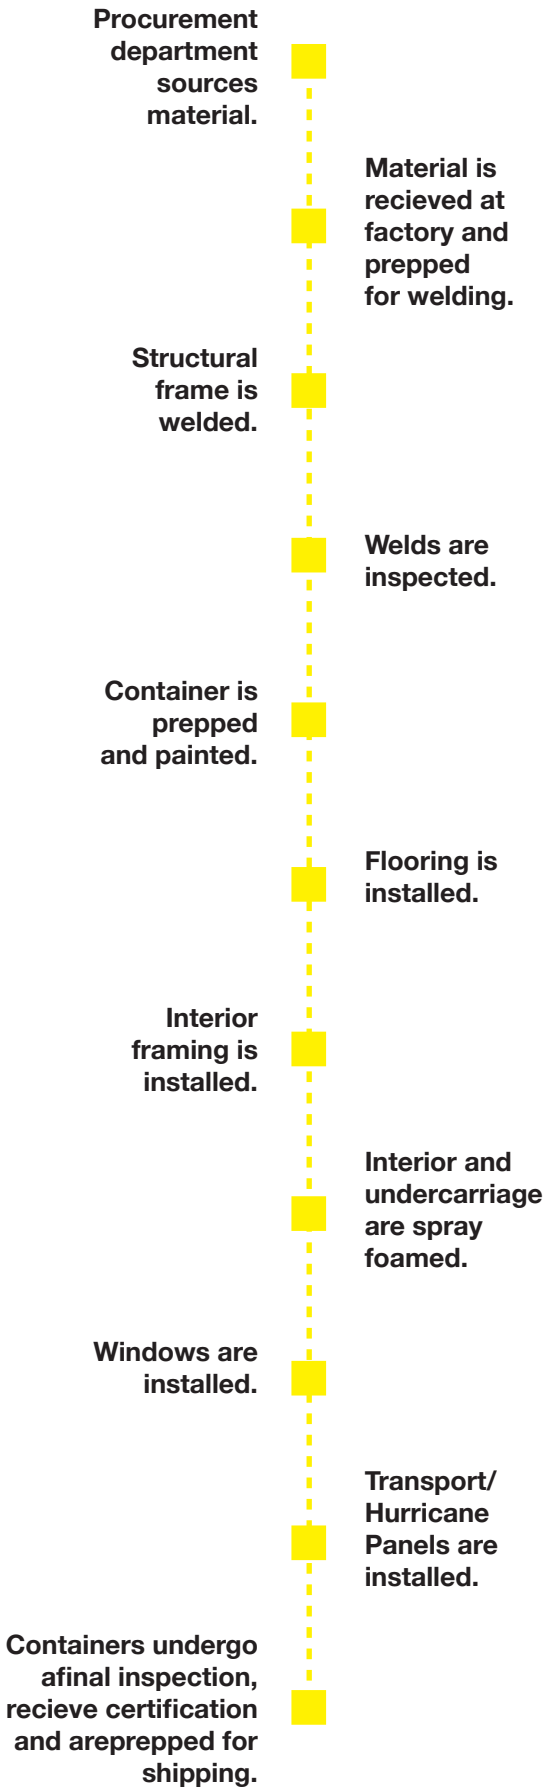 Procurement
department
sources
material.
Material is
recieved at
factory and
prepped
for welding.
Structural
frame is
welded.
Welds are
inspected.
Container is
prepped
and painted.
Flooring is
installed.
Interior
framing is
installed.
Interior and
undercarriage
are spray
foamed.
Windows are
installed.
Transport/
Hurricane
Panels are
installed.
Containers undergo
afinal inspection,
recieve certification
and areprepped for
shipping.